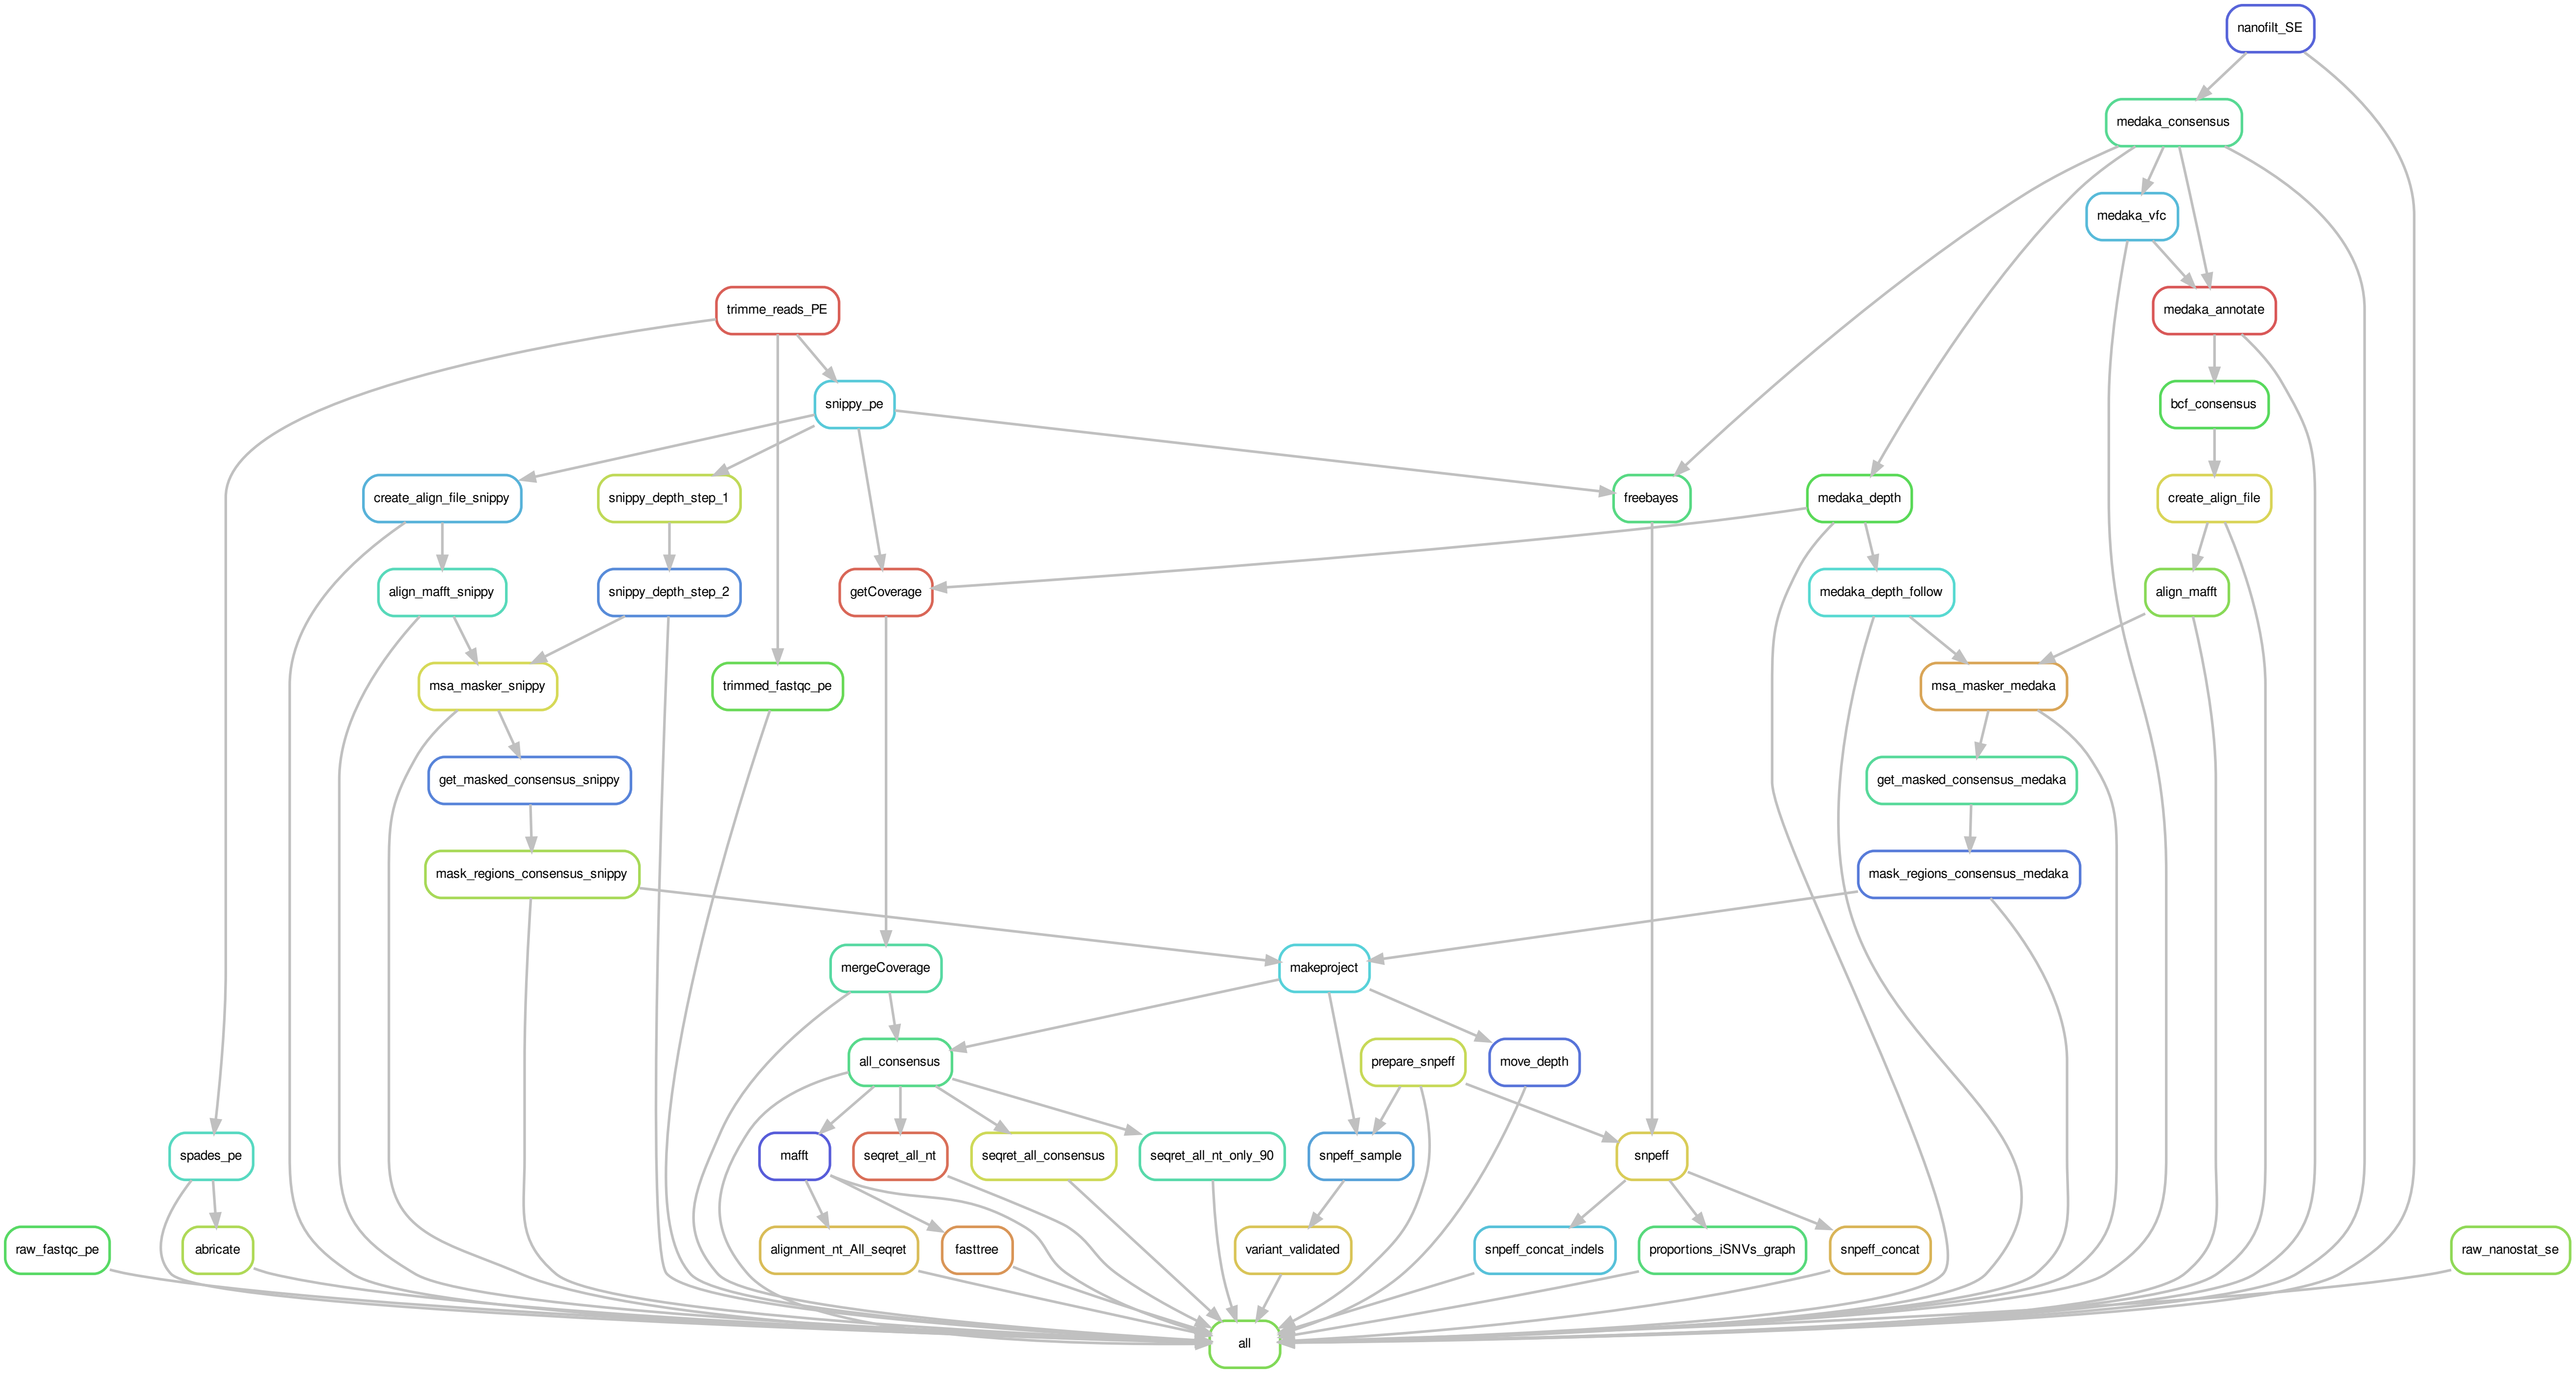 nanofilt_SE
medaka_consensus
medaka_vfc
trimme_reads_PE
medaka_annotate
snippy_pe
bcf_consensus
create_align_file_snippy
snippy_depth_step_1
freebayes
medaka_depth
create_align_file
align_mafft_snippy
snippy_depth_step_2
getCoverage
medaka_depth_follow
align_mafft
msa_masker_snippy
trimmed_fastqc_pe
msa_masker_medaka
get_masked_consensus_snippy
get_masked_consensus_medaka
mask_regions_consensus_snippy
mask_regions_consensus_medaka
mergeCoverage
makeproject
all_consensus
prepare_snpeff
move_depth
spades_pe
mafft
seqret_all_nt
seqret_all_consensus
seqret_all_nt_only_90
snpeff_sample
snpeff
raw_fastqc_pe
abricate
alignment_nt_All_seqret
fasttree
variant_validated
snpeff_concat_indels
proportions_iSNVs_graph
snpeff_concat
raw_nanostat_se
all